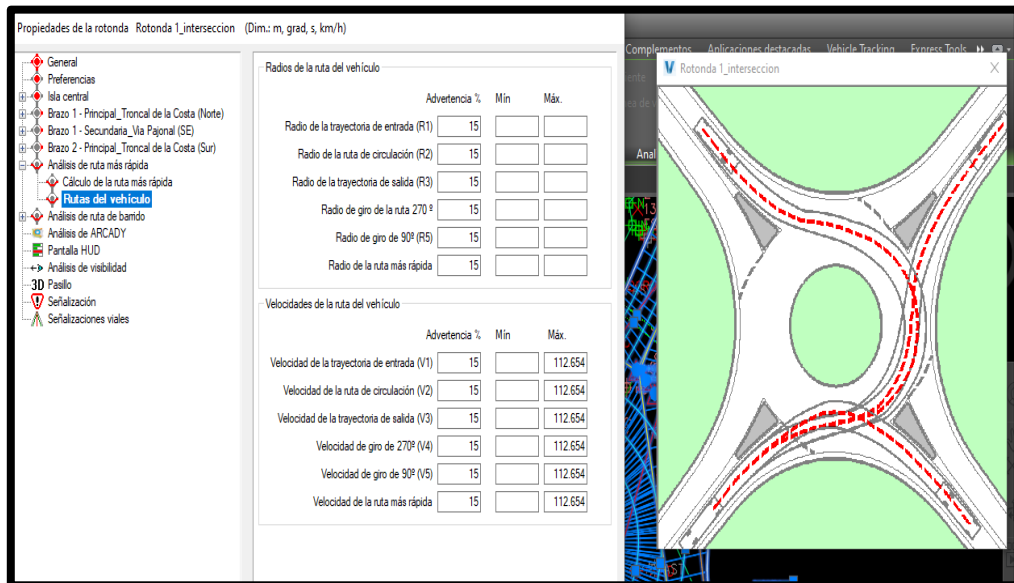 Propiedades de la rotonda Rotonda 1_interseccion (Dim.: m, grad, s, km/h)
General
Preferencias
Isla central
Brazo 1 - Principal_Troncal de la Costa (Norte)
Brazo 1 - Secundaria_Via Pajonal (SE)
Brazo 2 - Principal_Troncal de la Costa (Sur)
Análisis de ruta más rápida
Cálculo de la ruta más rápida
Rutas del vehículo
Análisis de ruta de barrido
Análisis de ARCADY
Pantalla HUD
Análisis de visibilidad
3D Pasillo
Señalización
Señalizaciones viales
Radios de la ruta del vehículo
Advertencia % Mín Máx.
Radio de la trayectoria de entrada (R1) 15
Radio de la ruta de circulación (R2) 15
Radio de la trayectoria de salida (R3) 15
Radio de giro de la ruta 270 º 15
Radio de giro de 90º (R5) 15
Radio de la ruta más rápida 15
Velocidades de la ruta del vehículo
Advertencia % Mín Máx.
Velocidad de la trayectoria de entrada (V1) 15 112.654
Velocidad de la ruta de circulación (V2) 15 112.654
Velocidad de la trayectoria de salida (V3) 15 112.654
Velocidad de giro de 270º (V4) 15 112.654
Velocidad de giro de 90º (V5) 15 112.654
Velocidad de la ruta más rápida 15 112.654
Complementos Aplicaciones destacadas Vehicle Tracking Express Tools
Rotonda 1_interseccion
Anal